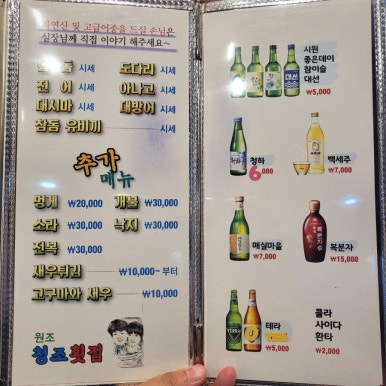 자연산 및 고급어종을 드실 손님은
실장님께 직접 이야기 해주세요~
돔 시세 도다리 시세
전 어 시세 아나고 시세
대시마 시세 대방어 시세
참돔 유비끼 시세
추가
메뉴
멍게 ₩20,000 개불 ₩30,000
소라 ₩30,000 낙지 ₩30,000
전복 ₩30,000
새우튀김 ₩10,000~부터
고구마와 새우 ₩10,000
원조
청조횟집
시원
좋은데이
참이슬
대선
₩5,000
청하
6,000
백세주
₩7,000
매실마을
₩7,000
복분자
₩15,000
테라
₩5,000
콜라
사이다
환타
₩2,000